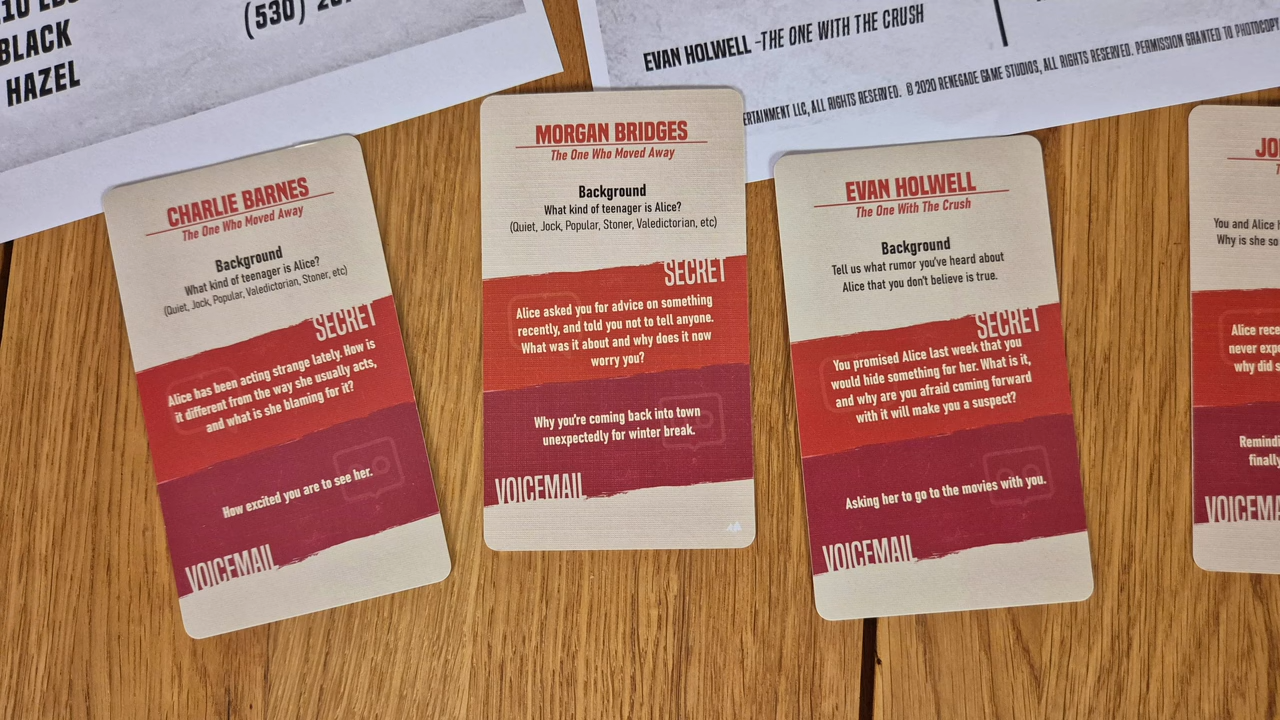 BLACK
HAZEL
(530)
EVAN HOLWELL -THE ONE WITH THE CRUSH
ALL RIGHTS RESERVED. © 2020 RENEGADE GAME STUDIOS, ALL RIGHTS RESERVED. PERMISSION GRANTED TO
CHARLIE BARNES
The One Who Moved Away
Background
What kind of teenager is Alice?
(Quiet, Jock, Popular, Valedictorian, Stoner, etc)
SECRET
Alice has been acting strange lately. How is
it different from the way she usually acts,
and what is she blaming for it?
How excited you are to see her.
VOICEMAIL
MORGAN BRIDGES
The One Who Moved Away
Background
What kind of teenager is Alice?
(Quiet, Jock, Popular, Stoner, Valedictorian, etc)
SECRET
Alice asked you for advice on something
recently, and told you not to tell anyone.
What was it about and why does it now
worry you?
Why you're coming back into town
unexpectedly for winter break.
VOICEMAIL
EVAN HOLWELL
The One With The Crush
Background
Tell us what rumor you've heard about
Alice that you don't believe is true.
SECRET
You promised Alice last week that you
would hide something for her. What is it,
and why are you afraid coming forward
with it will make you a suspect?
Asking her to go to the movies with you.
VOICEMAIL
You and Alice
Why is she so
Alice
never
why did
finally